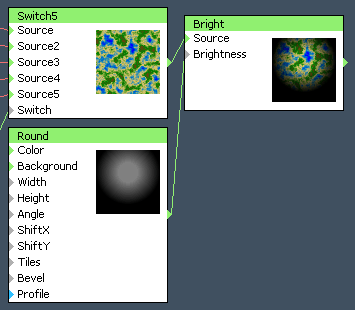 Switch5
Source
Source2
Source3
Source4
Source5
Switch
Bright
Source
Brightness
Round
Color
Background
Width
Height
Angle
ShiftX
ShiftY
Tiles
Bevel
Profile